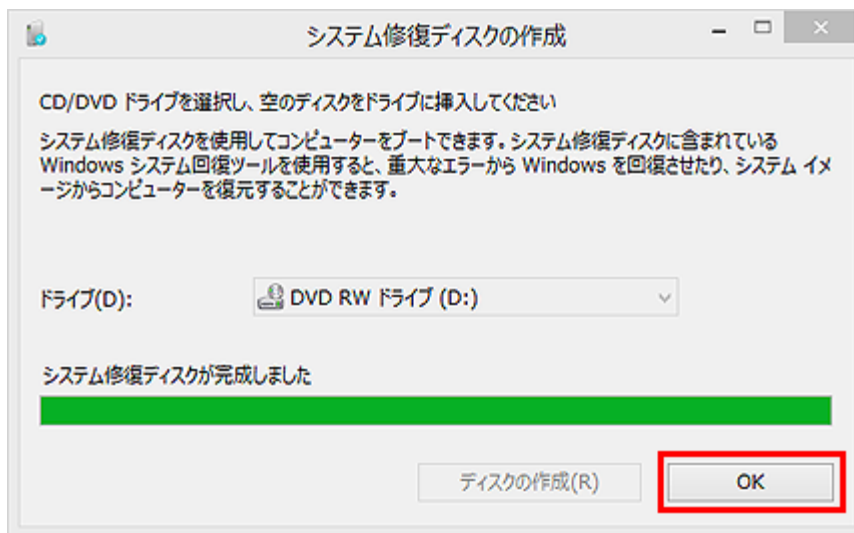 システム修復ディスクの作成
CD/DVD ドライブを選択し、空のディスクをドライブに挿入してください
システム修復ディスクを使用してコンピューターをブートできます。システム修復ディスクに含まれている
Windows システム回復ツールを使用すると、重大なエラーから Windows を回復させたり、システム イメ
ージからコンピューターを復元することができます。
ドライブ(D): DVD RW ドライブ (D:)
システム修復ディスクが完成しました
ディスクの作成(R) OK